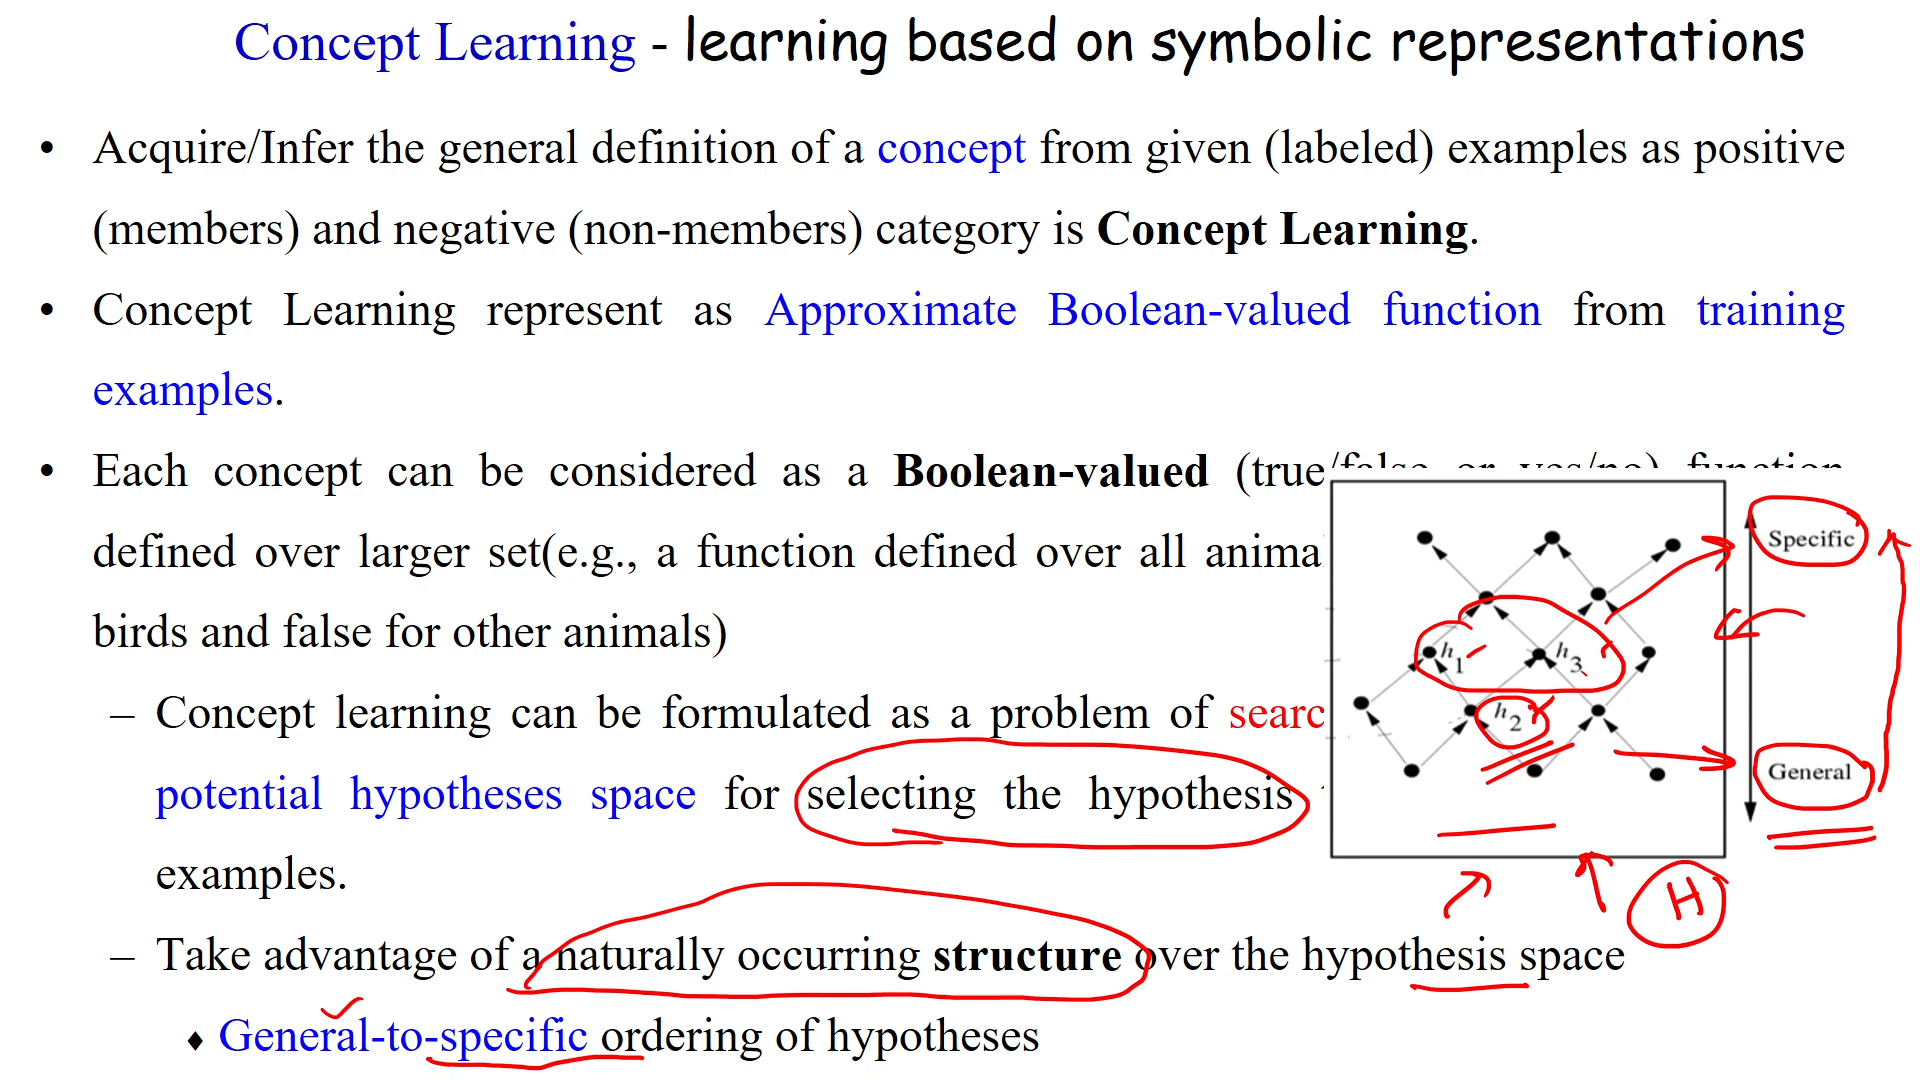 Concept Learning - learning based on symbolic representations
• Acquire/Infer the general definition of a concept from given (labeled) examples as positive
(members) and negative (non-members) category is Concept Learning.
• Concept Learning represent as Approximate Boolean-valued function from training
examples.
• Each concept can be considered as a Boolean-valued (true/false or yes/no) function
defined over larger set(e.g., a function defined over all anima
birds and false for other animals)
– Concept learning can be formulated as a problem of searc
potential hypotheses space for selecting the hypothesis
examples.
– Take advantage of a naturally occurring structure over the hypothesis space
♦ General-to-specific ordering of hypotheses
Specific
h1
h3
h2
General
H